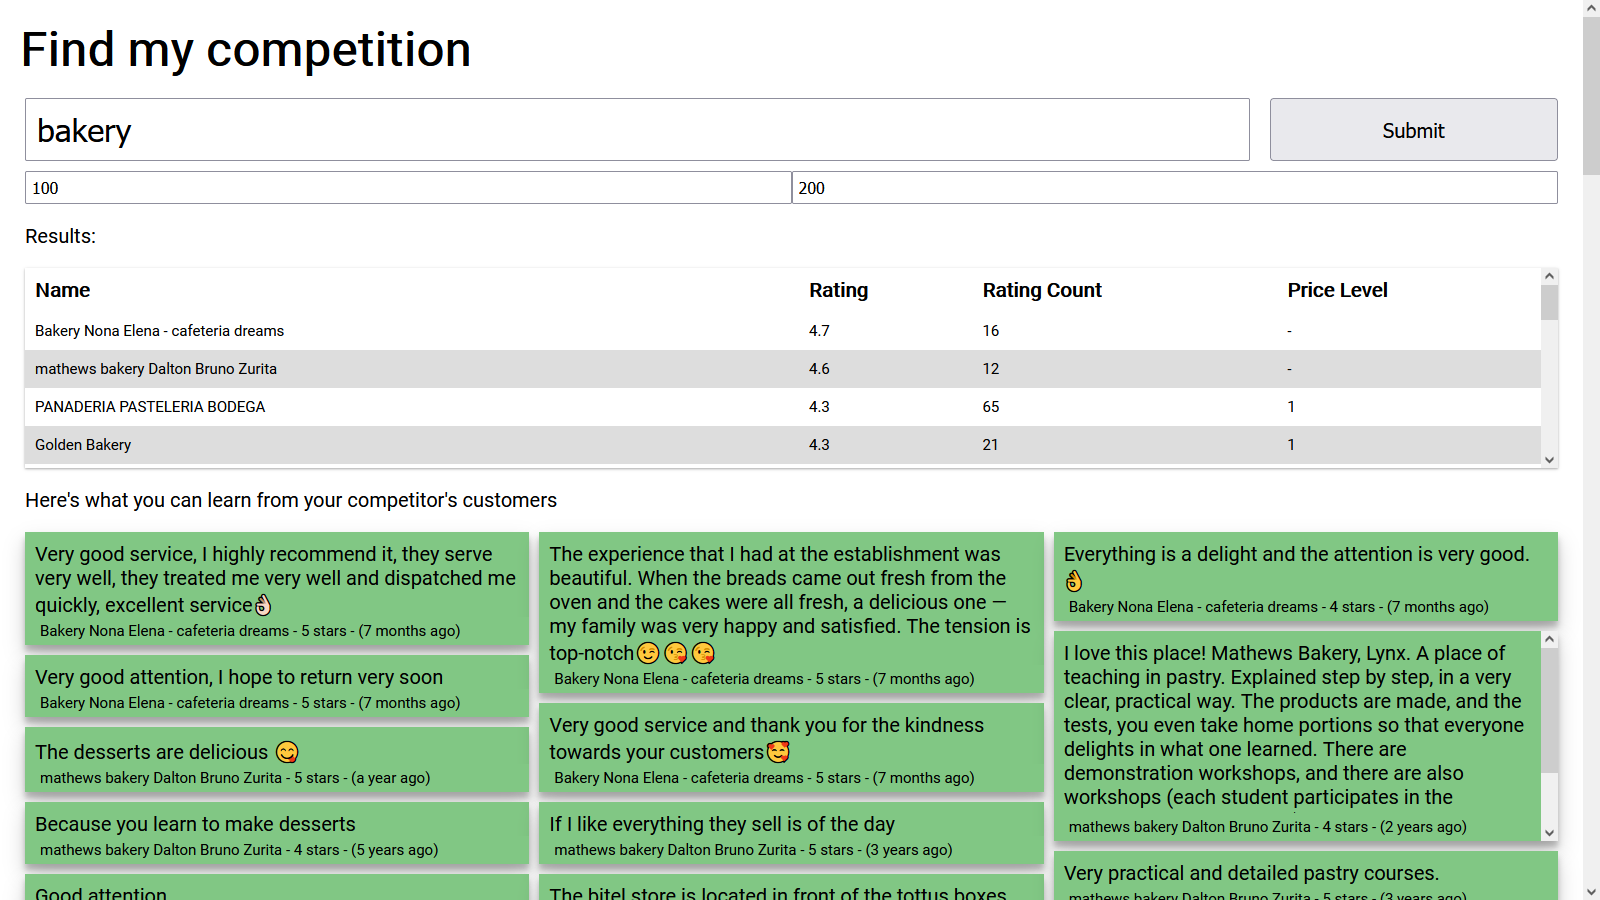 Find my competition
bakery
Submit
100
200
Results:
Name Rating Rating Count Price Level
Bakery Nona Elena - cafeteria dreams 4.7 16 -
mathews bakery Dalton Bruno Zurita 4.6 12 -
PANADERIA PASTELERIA BODEGA 4.3 65 1
Golden Bakery 4.3 21 1
Here's what you can learn from your competitor's customers
Very good service, I highly recommend it, they serve
very well, they treated me very well and dispatched me
quickly, excellent service👌🏻
Bakery Nona Elena - cafeteria dreams - 5 stars - (7 months ago)
Very good attention, I hope to return very soon
Bakery Nona Elena - cafeteria dreams - 5 stars - (7 months ago)
The desserts are delicious 😋
mathews bakery Dalton Bruno Zurita - 5 stars - (a year ago)
Because you learn to make desserts
mathews bakery Dalton Bruno Zurita - 4 stars - (5 years ago)
Good attention
The experience that I had at the establishment was
beautiful. When the breads came out fresh from the
oven and the cakes were all fresh, a delicious one —
my family was very happy and satisfied. The tension is
top-notch😉😘😘
Bakery Nona Elena - cafeteria dreams - 5 stars - (7 months ago)
Very good service and thank you for the kindness
towards your customers🥰
Bakery Nona Elena - cafeteria dreams - 5 stars - (7 months ago)
If I like everything they sell is of the day
mathews bakery Dalton Bruno Zurita - 5 stars - (3 years ago)
The bitel store is located in front of the tottus boxes
Everything is a delight and the attention is very good.
👌
Bakery Nona Elena - cafeteria dreams - 4 stars - (7 months ago)
I love this place! Mathews Bakery, Lynx. A place of
teaching in pastry. Explained step by step, in a very
clear, practical way. The products are made, and the
tests, you even take home portions so that everyone
delights in what one learned. There are
demonstration workshops, and there are also
workshops (each student participates in the
mathews bakery Dalton Bruno Zurita - 4 stars - (2 years ago)
Very practical and detailed pastry courses.
mathews bakery Dalton Bruno Zurita - 5 stars - (3 years ago)